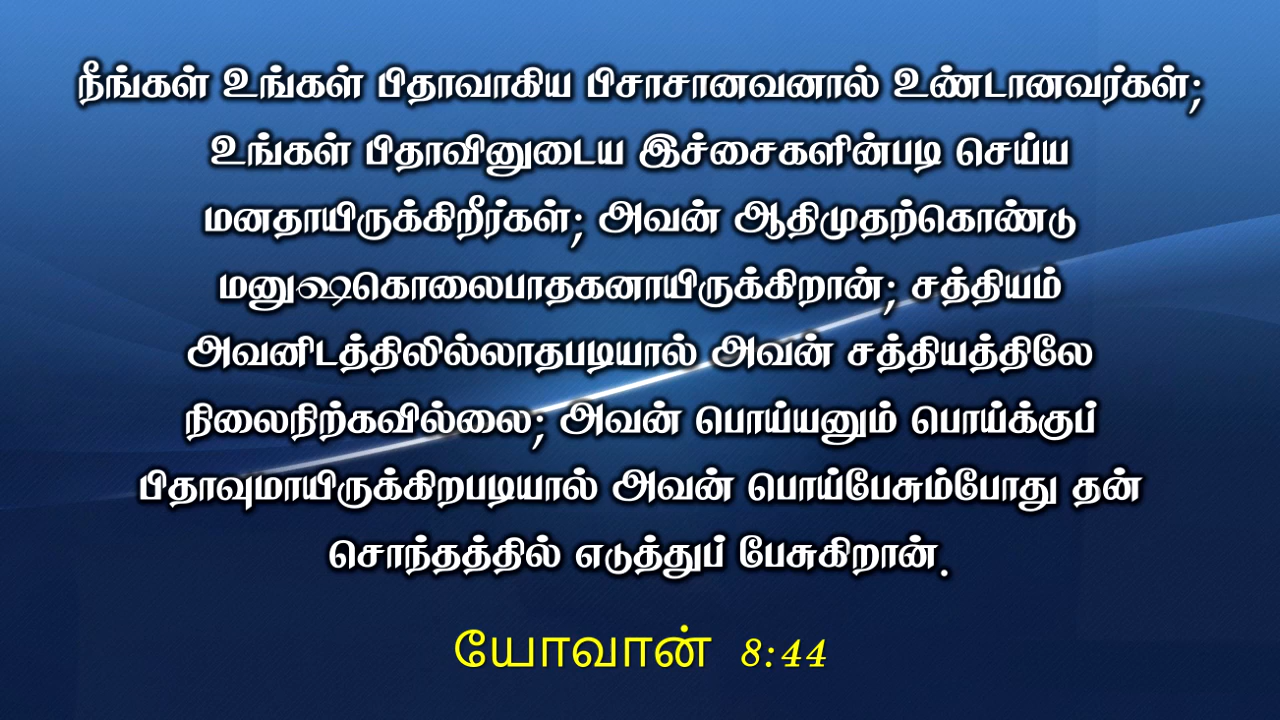 நீங்கள் உங்கள் பிதாவாகிய பிசாசானவனால் உண்டானவர்கள்;
உங்கள் பிதாவினுடைய இச்சைகளின்படி செய்ய
மனதாயிருக்கிறீர்கள்; அவன் ஆதிமுதற்கொண்டு
மனுஷகொலைபாதகனாயிருக்கிறான்; சத்தியம்
அவனிடத்திலில்லாதபடியால் அவன் சத்தியத்திலே
நிலைநிற்கவில்லை; அவன் பொய்யனும் பொய்க்குப்
பிதாவுமாயிருக்கிறபடியால் அவன் பொய்பேசும்போது தன்
சொந்தத்தில் எடுத்துப் பேசுகிறான்.
யோவான் 8:44